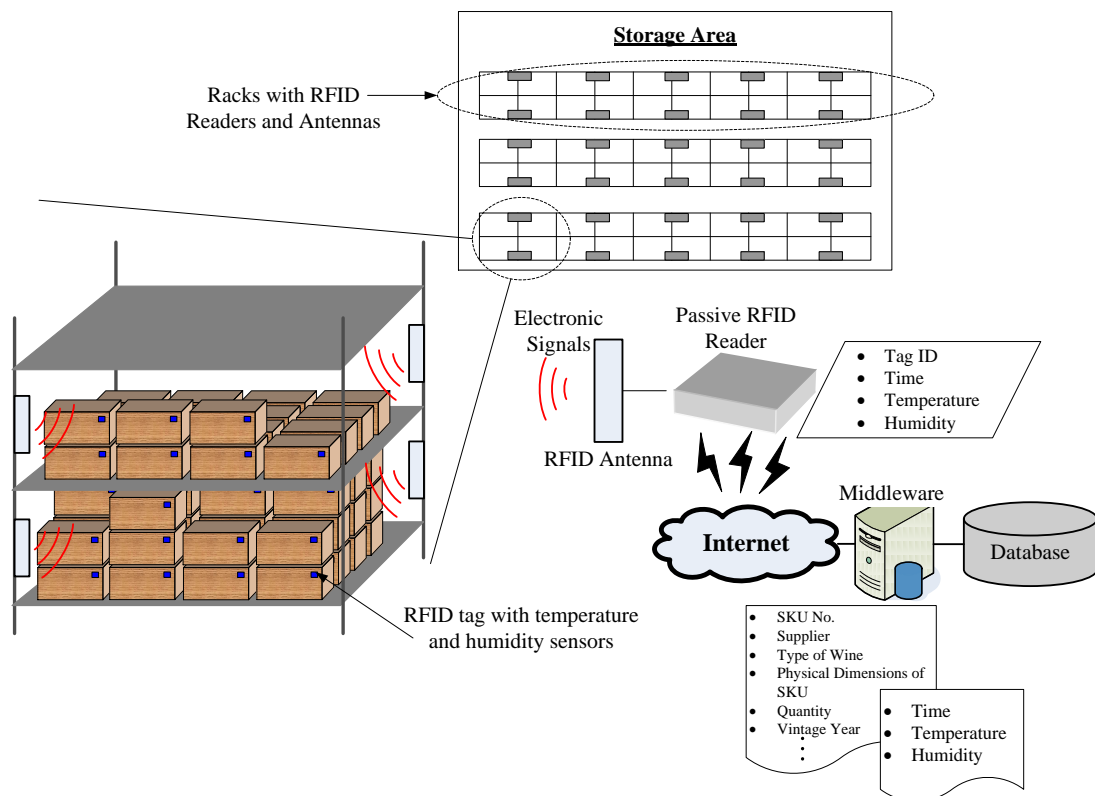 Storage Area
Racks with RFID
Readers and Antennas
Electronic
Signals
Passive RFID
Reader
• Tag ID
• Time
• Temperature
• Humidity
RFID Antenna
Internet
Middleware
Database
RFID tag with temperature
and humidity sensors
• SKU No.
• Supplier
• Type of Wine
• Physical Dimensions of
SKU
• Quantity
• Vintage Year
• Time
• Temperature
• Humidity